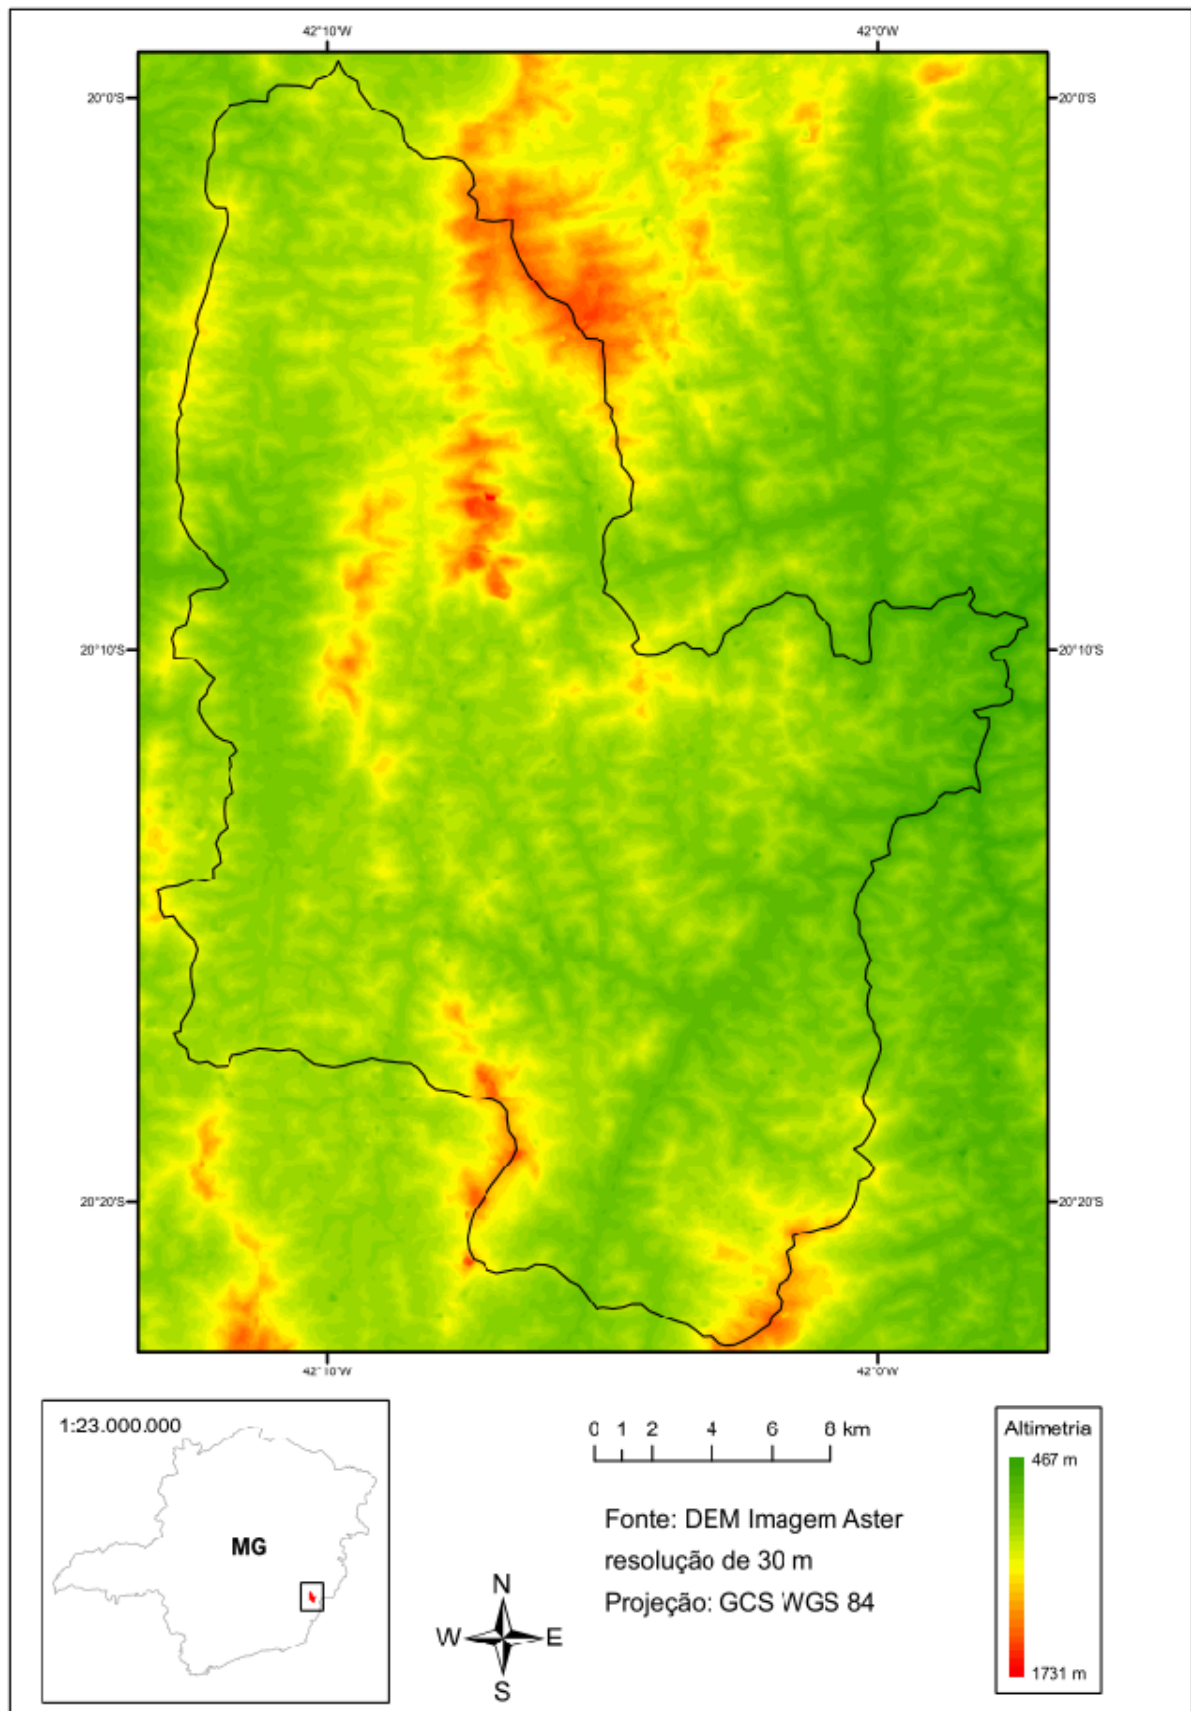 42°10'W 42°0'W
20°0'S 20°0'S
20°10'S 20°10'S
20°20'S 20°20'S
42°10'W 42°0'W
1:23.000.000
MG
N
W E
S
0 1 2 4 6 8 km
Fonte: DEM Imagem Aster
resolução de 30 m
Projeção: GCS WGS 84
Altimetria
467 m
1731 m